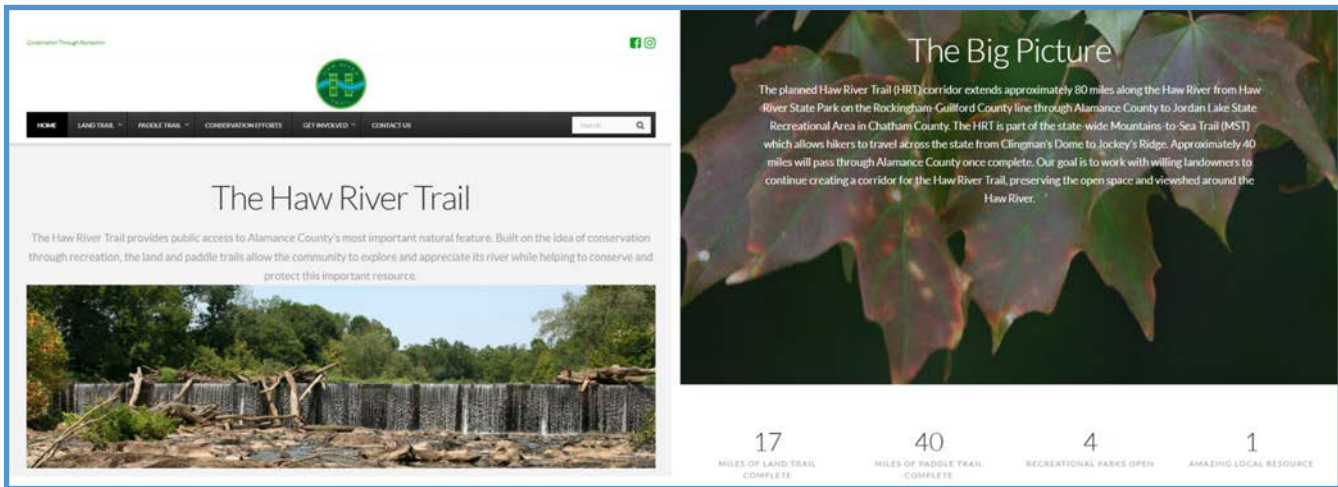 Conservation Through Recreation
HAW RIVER
TRAIL
HOME LAND TRAIL PADDLE TRAIL CONSERVATION EFFORTS GET INVOLVED CONTACT US Search
The Haw River Trail
The Haw River Trail provides public access to Alamance County's most important natural feature. Built on the idea of conservation
through recreation, the land and paddle trails allow the community to explore and appreciate its river while helping to conserve and
protect this important resource.
The Big Picture
The planned Haw River Trail (HRT) corridor extends approximately 80 miles along the Haw River from Haw
River State Park on the Rockingham-Guilford County line through Alamance County to Jordan Lake State
Recreational Area in Chatham County. The HRT is part of the state-wide Mountains-to-Sea Trail (MST)
which allows hikers to travel across the state from Clingman's Dome to Jockey's Ridge. Approximately 40
miles will pass through Alamance County once complete. Our goal is to work with willing landowners to
continue creating a corridor for the Haw River Trail, preserving the open space and viewshed around the
Haw River.
17 40 4 1
MILES OF LAND TRAIL MILES OF PADDLE TRAIL RECREATIONAL PARKS OPEN AMAZING LOCAL RESOURCE
COMPLETE COMPLETE